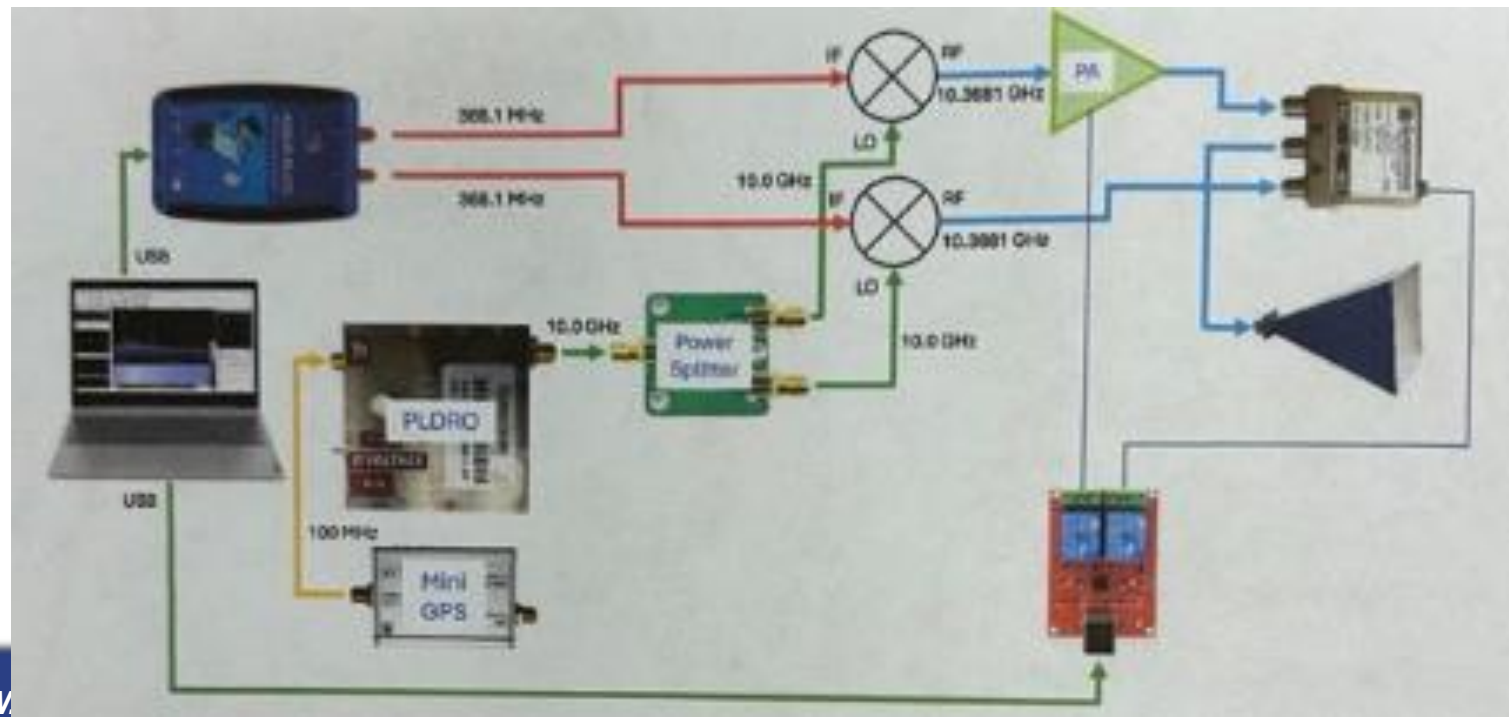 368.1 MHz
IF
RF
PA
10.3681 GHz
LO
10.0 GHz
368.1 MHz
IF
RF
10.3681 GHz
LO
USB
10.0 GHz
Power
Splitter
10.0 GHz
PLDRO
USB
100 MHz
Mini
GPS